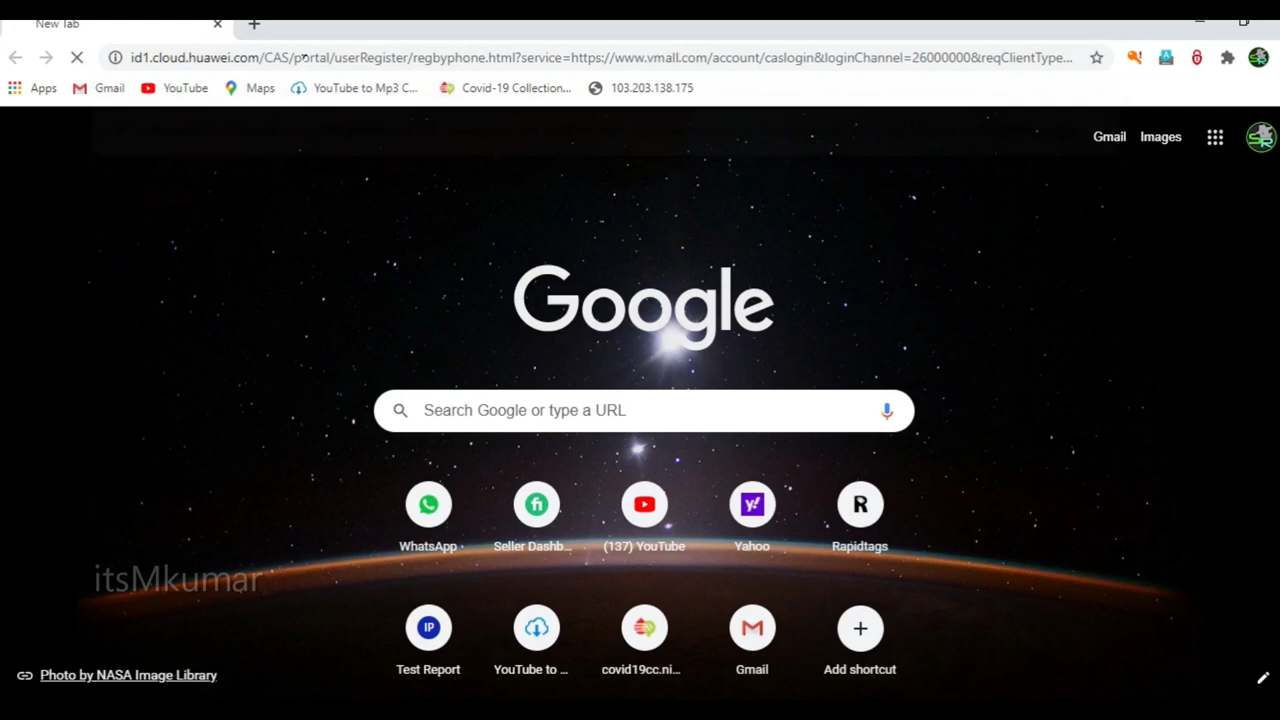 New Tab
id1.cloud.huawei.com/CAS/portal/userRegister/regbyphone.html?service=https://www.vmall.com/account/caslogin&loginChannel=26000000&reqClientType...
Apps Gmail YouTube Maps YouTube to Mp3 C... Covid-19 Collection... 103.203.138.175
Gmail Images
Google
Search Google or type a URL
WhatsApp Seller Dashb... (137) YouTube Yahoo Rapidtags
itsMkumar
IP
Test Report YouTube to ... covid19cc.ni... Gmail Add shortcut
Photo by NASA Image Library